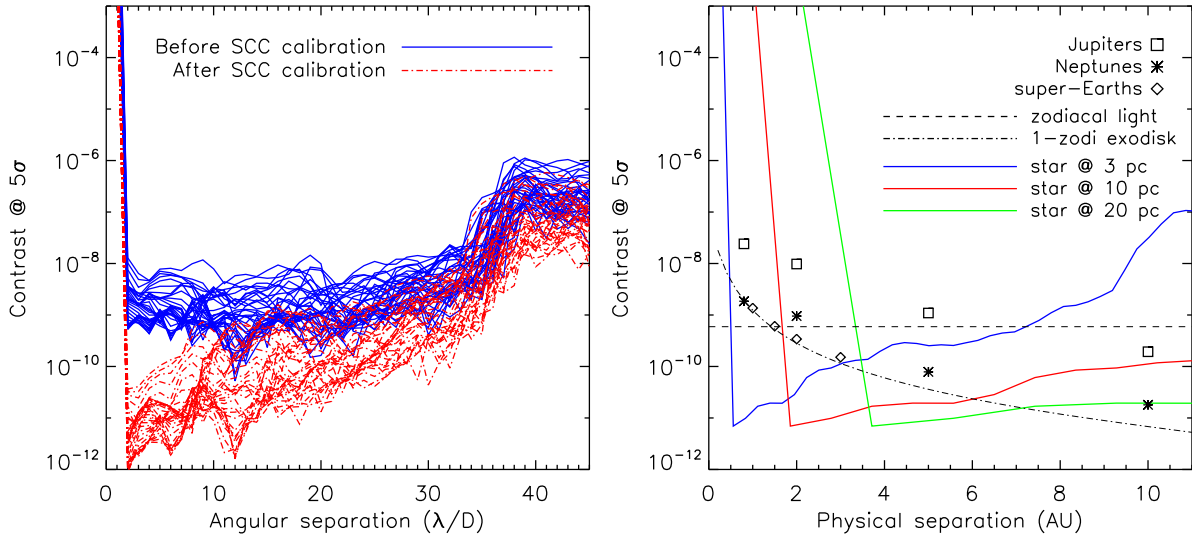 Before SCC calibration
After SCC calibration
10⁻⁴
10⁻⁶
10⁻⁸
10⁻¹⁰
10⁻¹²
Contrast @ 5σ
0 10 20 30 40
Angular separation (λ/D)
Jupiters
Neptunes
super-Earths
zodiacal light
1-zodi exodisk
star @ 3 pc
star @ 10 pc
star @ 20 pc
10⁻⁴
10⁻⁶
10⁻⁸
10⁻¹⁰
10⁻¹²
Contrast @ 5σ
0 2 4 6 8 10
Physical separation (AU)